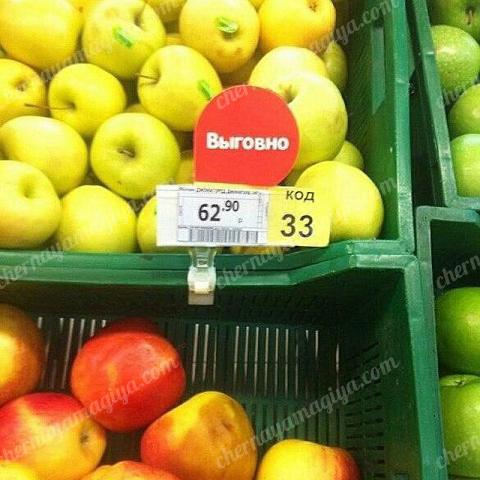 Выговно
62.90
Р
код
33
chernayamagiya.com